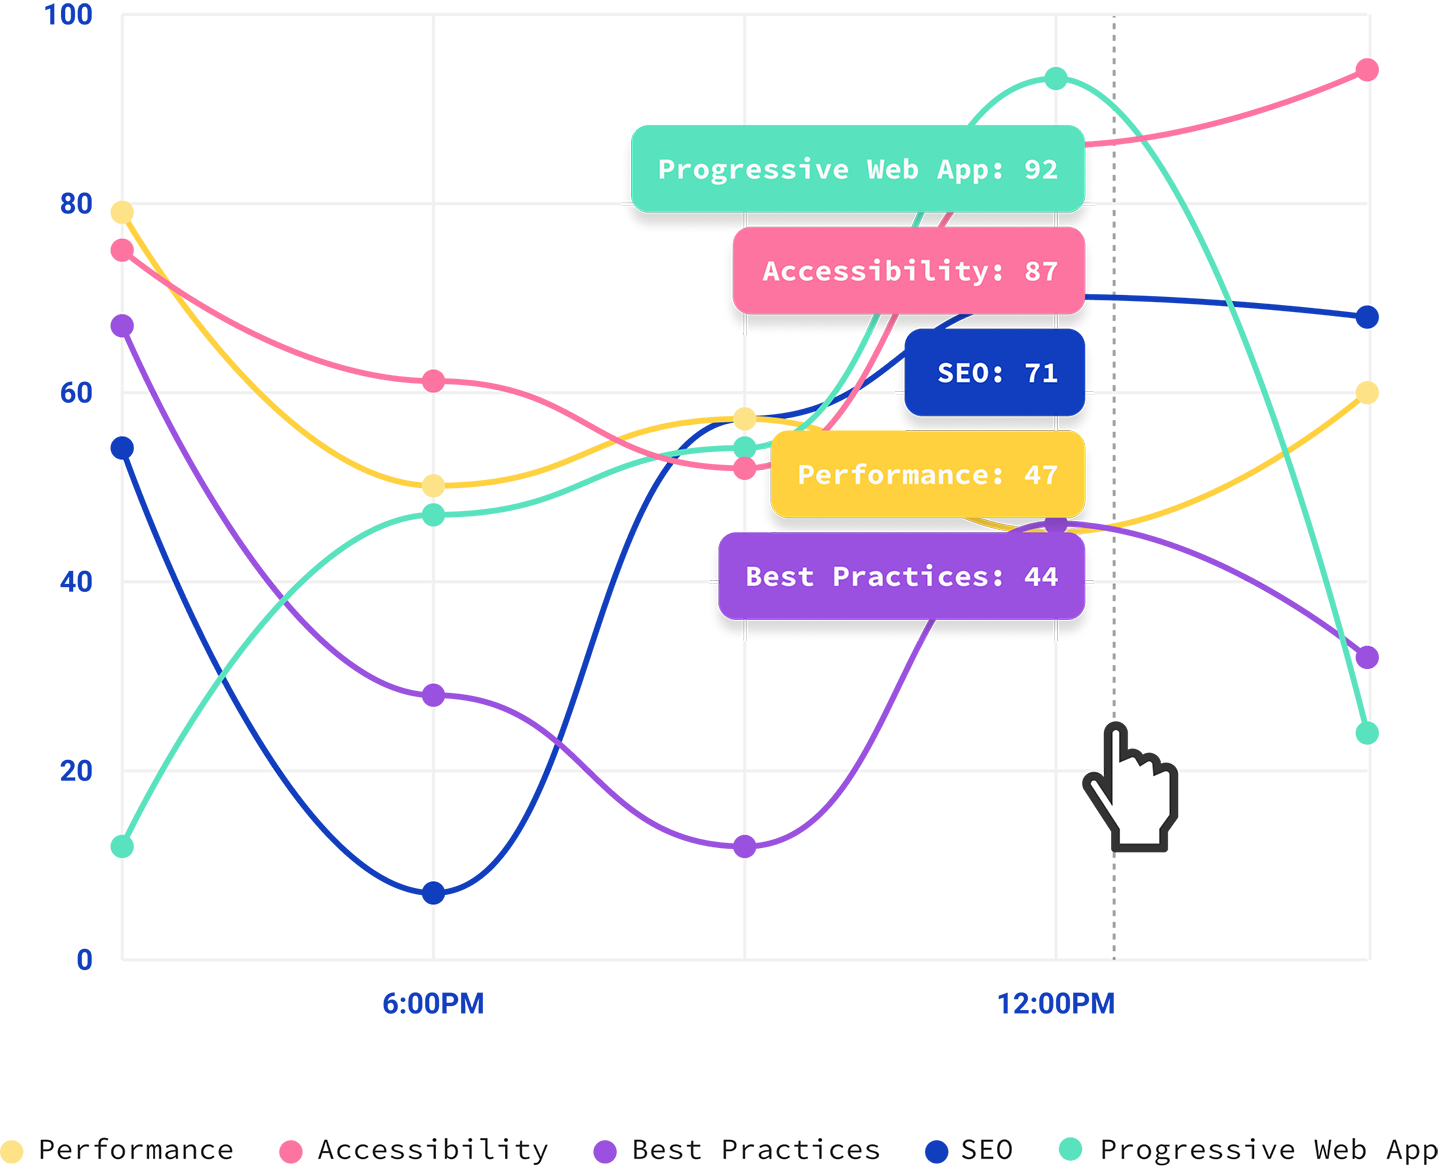 100
80
60
40
20
0
Progressive Web App: 92
Accessibility: 87
SEO: 71
Performance: 47
Best Practices: 44
6:00PM
12:00PM
Performance
Accessibility
Best Practices
SEO
Progressive Web App